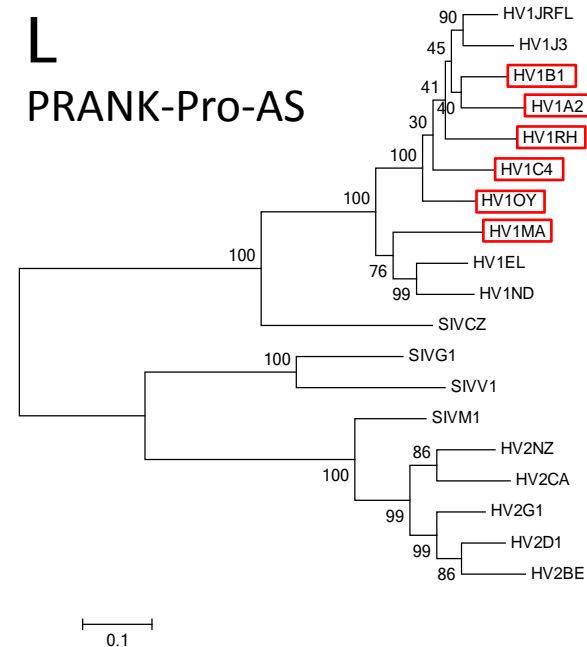 L
PRANK-Pro-AS
90
HV1JRFL
45
HV1J3
HV1B1
41
40
HV1A2
30
HV1RH
100
HV1C4
100
HV1OY
HV1MA
100
76
HV1EL
99
HV1ND
SIVCZ
100
SIVG1
SIVV1
SIVM1
100
86
HV2NZ
HV2CA
99
HV2G1
99
HV2D1
86
HV2BE
0.1